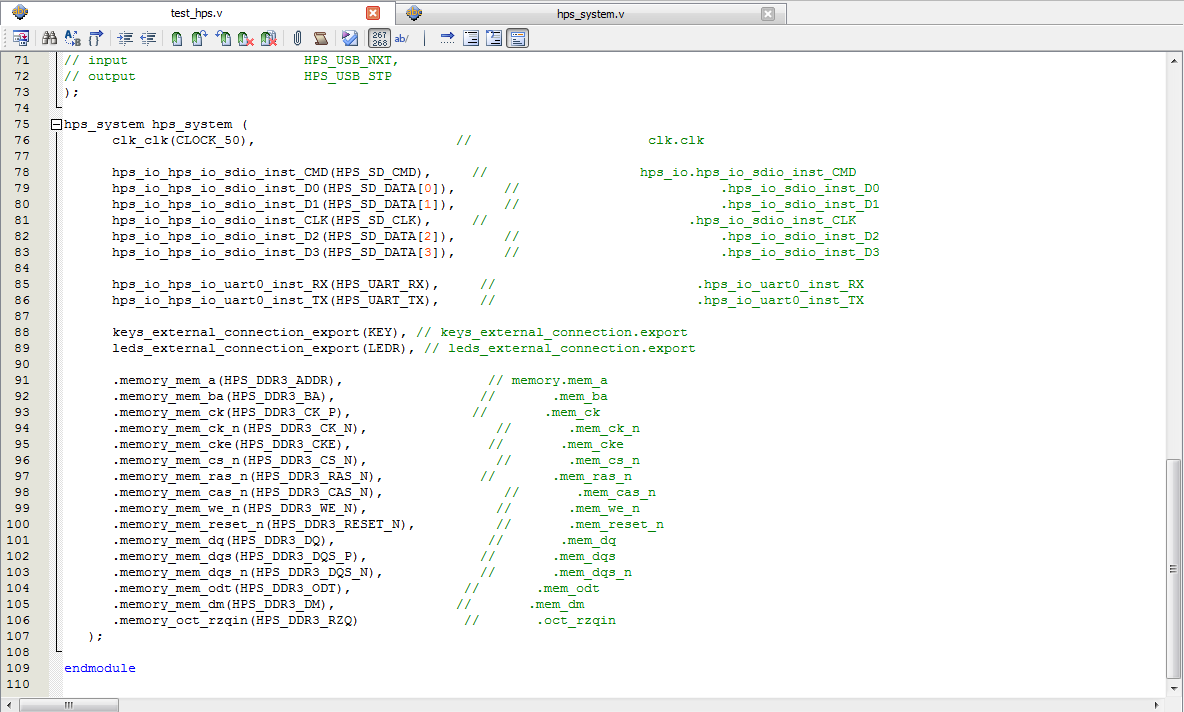 test_hps.v
hps_system.v
267
268
ab/
71 // input HPS_USB_NXT,
72 // output HPS_USB_STP
73 );
74
75 hps_system hps_system (
76 clk_clk(CLOCK_50), // clk.clk
77
78 hps_io_hps_io_sdio_inst_CMD(HPS_SD_CMD), // hps_io.hps_io_sdio_inst_CMD
79 hps_io_hps_io_sdio_inst_D0(HPS_SD_DATA[0]), // .hps_io_sdio_inst_D0
80 hps_io_hps_io_sdio_inst_D1(HPS_SD_DATA[1]), // .hps_io_sdio_inst_D1
81 hps_io_hps_io_sdio_inst_CLK(HPS_SD_CLK), // .hps_io_sdio_inst_CLK
82 hps_io_hps_io_sdio_inst_D2(HPS_SD_DATA[2]), // .hps_io_sdio_inst_D2
83 hps_io_hps_io_sdio_inst_D3(HPS_SD_DATA[3]), // .hps_io_sdio_inst_D3
84
85 hps_io_hps_io_uart0_inst_RX(HPS_UART_RX), // .hps_io_uart0_inst_RX
86 hps_io_hps_io_uart0_inst_TX(HPS_UART_TX), // .hps_io_uart0_inst_TX
87
88 keys_external_connection_export(KEY), // keys_external_connection.export
89 leds_external_connection_export(LEDR), // leds_external_connection.export
90
91 .memory_mem_a(HPS_DDR3_ADDR), // memory.mem_a
92 .memory_mem_ba(HPS_DDR3_BA), // .mem_ba
93 .memory_mem_ck(HPS_DDR3_CK_P), // .mem_ck
94 .memory_mem_ck_n(HPS_DDR3_CK_N), // .mem_ck_n
95 .memory_mem_cke(HPS_DDR3_CKE), // .mem_cke
96 .memory_mem_cs_n(HPS_DDR3_CS_N), // .mem_cs_n
97 .memory_mem_ras_n(HPS_DDR3_RAS_N), // .mem_ras_n
98 .memory_mem_cas_n(HPS_DDR3_CAS_N), // .mem_cas_n
99 .memory_mem_we_n(HPS_DDR3_WE_N), // .mem_we_n
100 .memory_mem_reset_n(HPS_DDR3_RESET_N), // .mem_reset_n
101 .memory_mem_dq(HPS_DDR3_DQ), // .mem_dq
102 .memory_mem_dqs(HPS_DDR3_DQS_P), // .mem_dqs
103 .memory_mem_dqs_n(HPS_DDR3_DQS_N), // .mem_dqs_n
104 .memory_mem_odt(HPS_DDR3_ODT), // .mem_odt
105 .memory_mem_dm(HPS_DDR3_DM), // .mem_dm
106 .memory_oct_rzqin(HPS_DDR3_RZQ) // .oct_rzqin
107 );
108
109 endmodule
110